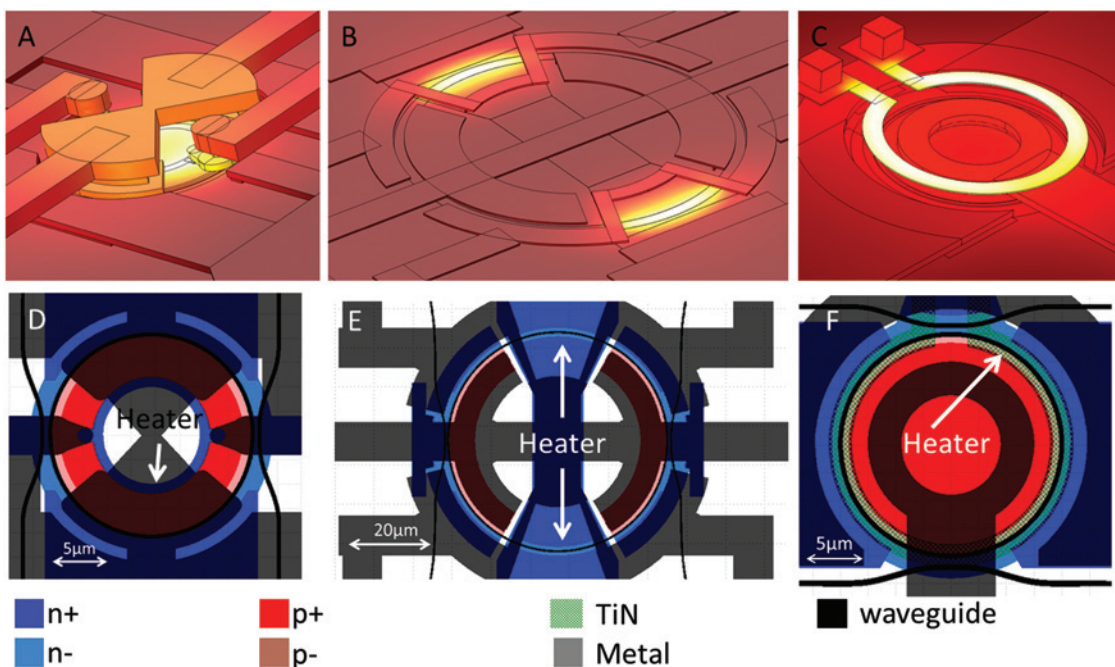 A
B
C
D
Heater
5μm
E
Heater
20μm
F
Heater
5μm
n+
p+
TiN
waveguide
n-
p-
Metal